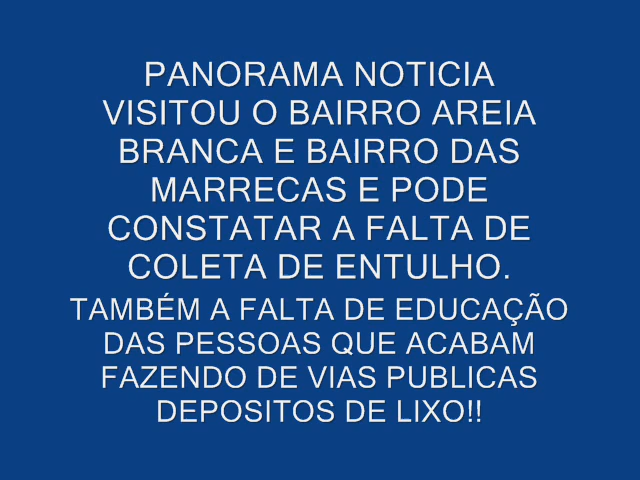 PANORAMA NOTICIA
VISITOU O BAIRRO AREIA
BRANCA E BAIRRO DAS
MARRECAS E PODE
CONSTATAR A FALTA DE
COLETA DE ENTULHO.
TAMBÉM A FALTA DE EDUCAÇÃO
DAS PESSOAS QUE ACABAM
FAZENDO DE VIAS PUBLICAS
DEPOSITOS DE LIXO!!